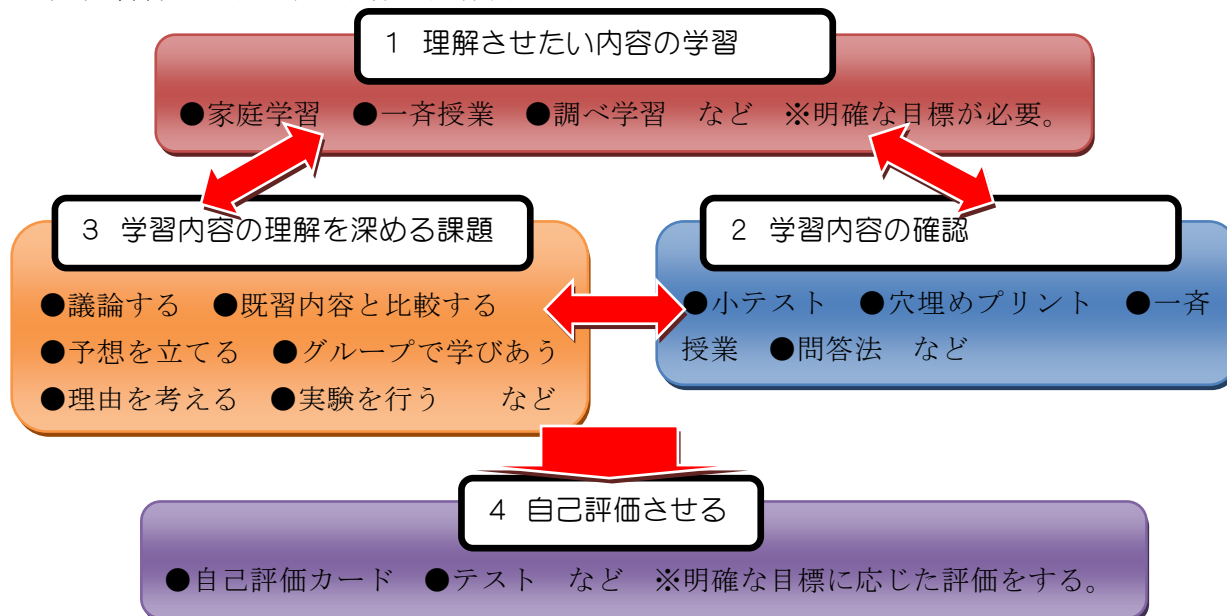 1 理解させたい内容の学習
●家庭学習 ●一斉授業 ●調べ学習 など ※明確な目標が必要。
3 学習内容の理解を深める課題
●議論する ●既習内容と比較する
●予想を立てる ●グループで学びあう
●理由を考える ●実験を行う など
2 学習内容の確認
●小テスト ●穴埋めプリント ●一斉
授業 ●問答法 など
4 自己評価させる
●自己評価カード ●テスト など ※明確な目標に応じた評価をする。